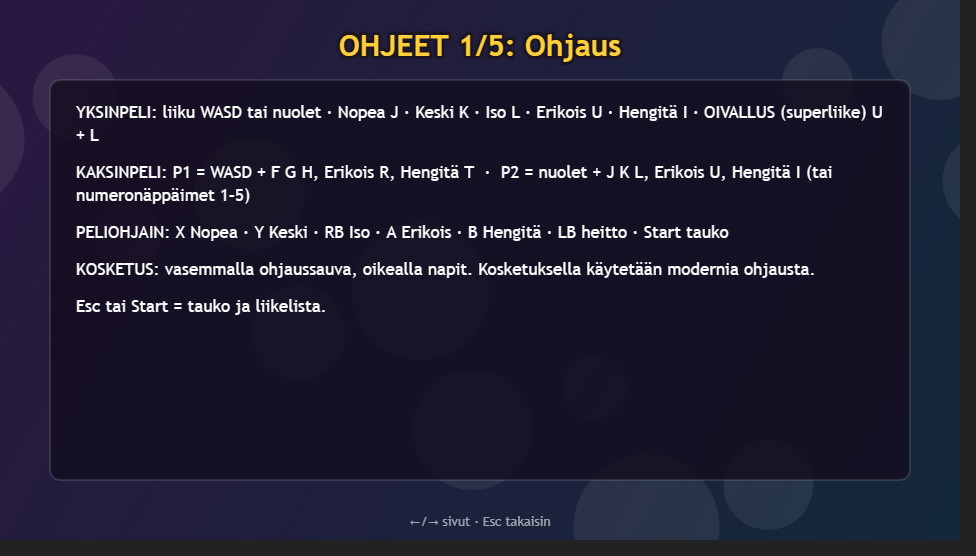 OHJEET 1/5: Ohjaus
YKSINPELI: liiku WASD tai nuolet · Nopea J · Keski K · Iso L · Erikois U · Hengitä I · OIVALLUS (superliike) U
+ L
KAKSINPELI: P1 = WASD + F G H, Erikois R, Hengitä T · P2 = nuolet + J K L, Erikois U, Hengitä I (tai
numeronäppäimet 1–5)
PELIOHJAIN: X Nopea · Y Keski · RB Iso · A Erikois · B Hengitä · LB heitto · Start tauko
KOSKETUS: vasemmalla ohjaussauva, oikealla napit. Kosketuksella käytetään modernia ohjausta.
Esc tai Start = tauko ja liikelista.
←/→ sivut · Esc takaisin